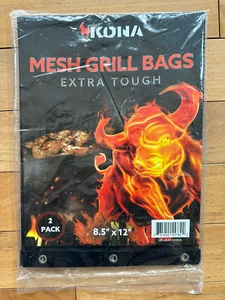 KONA
MESH GRILL BAGS
EXTRA TOUGH
2
PACK
8.5" x 12"